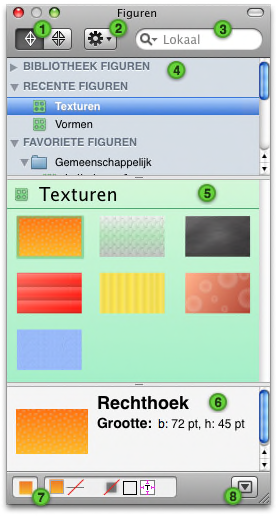 Figuren
1
2
3
Lokaal
BIBLIOTHEEK FIGUREN
4
RECENTE FIGUREN
Texturen
Vormen
FAVORIETE FIGUREN
Gemeenschappelijk
Texturen
5
Rechthoek
6
Grootte: b: 72 pt, h: 45 pt
T
7
8